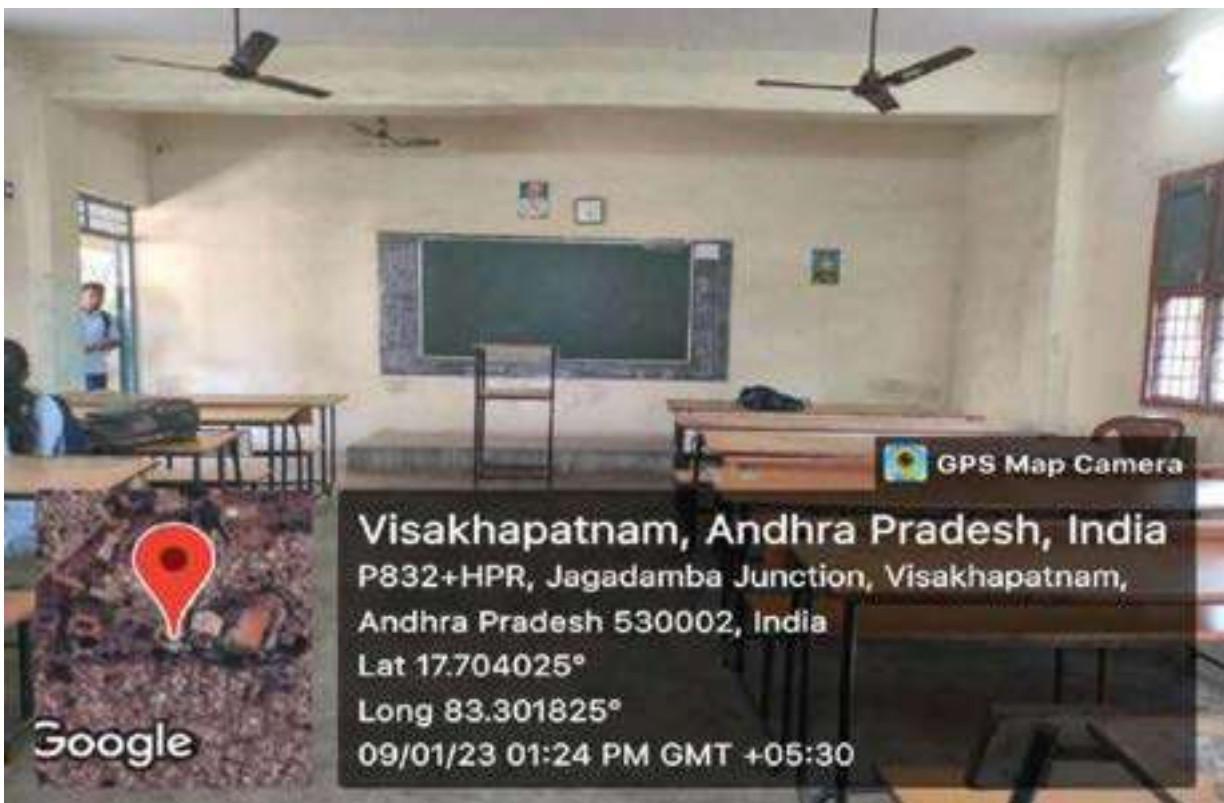 GPS Map Camera
Visakhapatnam, Andhra Pradesh, India
P832+HPR, Jagadamba Junction, Visakhapatnam,
Andhra Pradesh 530002, India
Lat 17.704025°
Long 83.301825°
09/01/23 01:24 PM GMT +05:30
Google